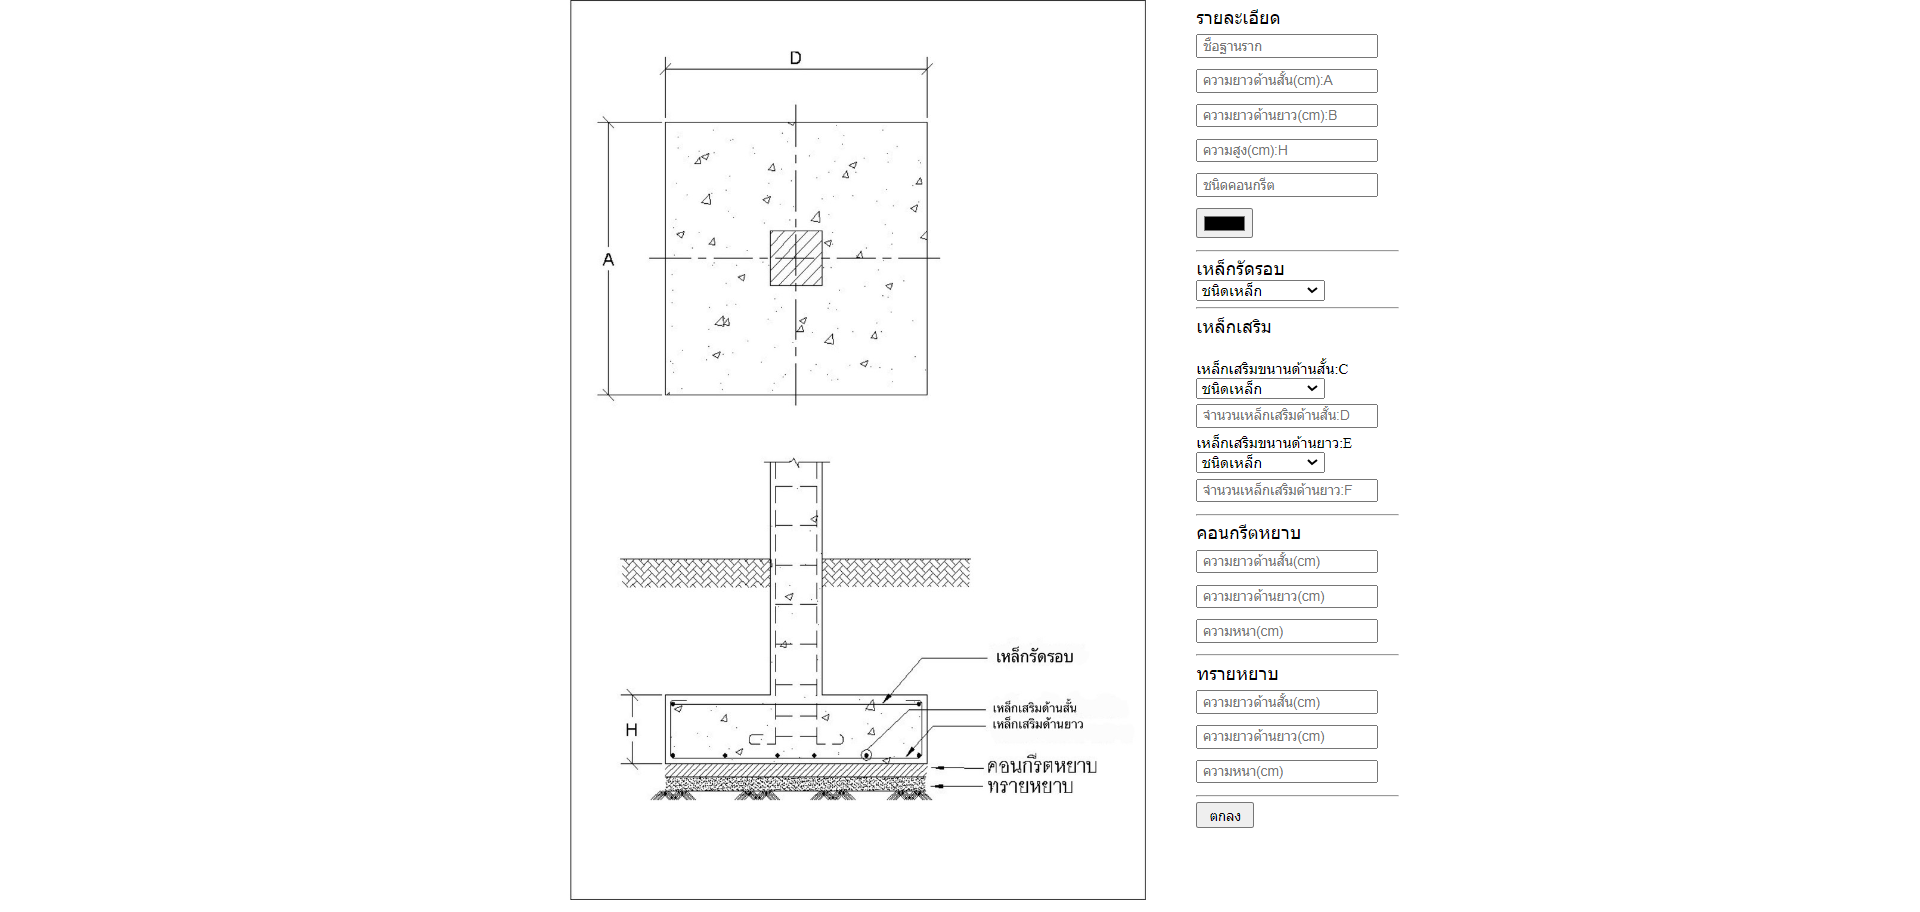 D
A
H
เหล็กรัดรอบ
เหล็กเสริมด้านสั้น
เหล็กเสริมด้านยาว
คอนกรีตหยาบ
ทรายหยาบ
รายละเอียด
ชื่อฐานราก
ความยาวด้านสั้น(cm):A
ความยาวด้านยาว(cm):B
ความสูง(cm):H
ชนิดคอนกรีต
เหล็กรัดรอบ
ชนิดเหล็ก
เหล็กเสริม
เหล็กเสริมขนานด้านสั้น:C
ชนิดเหล็ก
จำนวนเหล็กเสริมด้านสั้น:D
เหล็กเสริมขนานด้านยาว:E
ชนิดเหล็ก
จำนวนเหล็กเสริมด้านยาว:F
คอนกรีตหยาบ
ความยาวด้านสั้น(cm)
ความยาวด้านยาว(cm)
ความหนา(cm)
ทรายหยาบ
ความยาวด้านสั้น(cm)
ความยาวด้านยาว(cm)
ความหนา(cm)
ตกลง